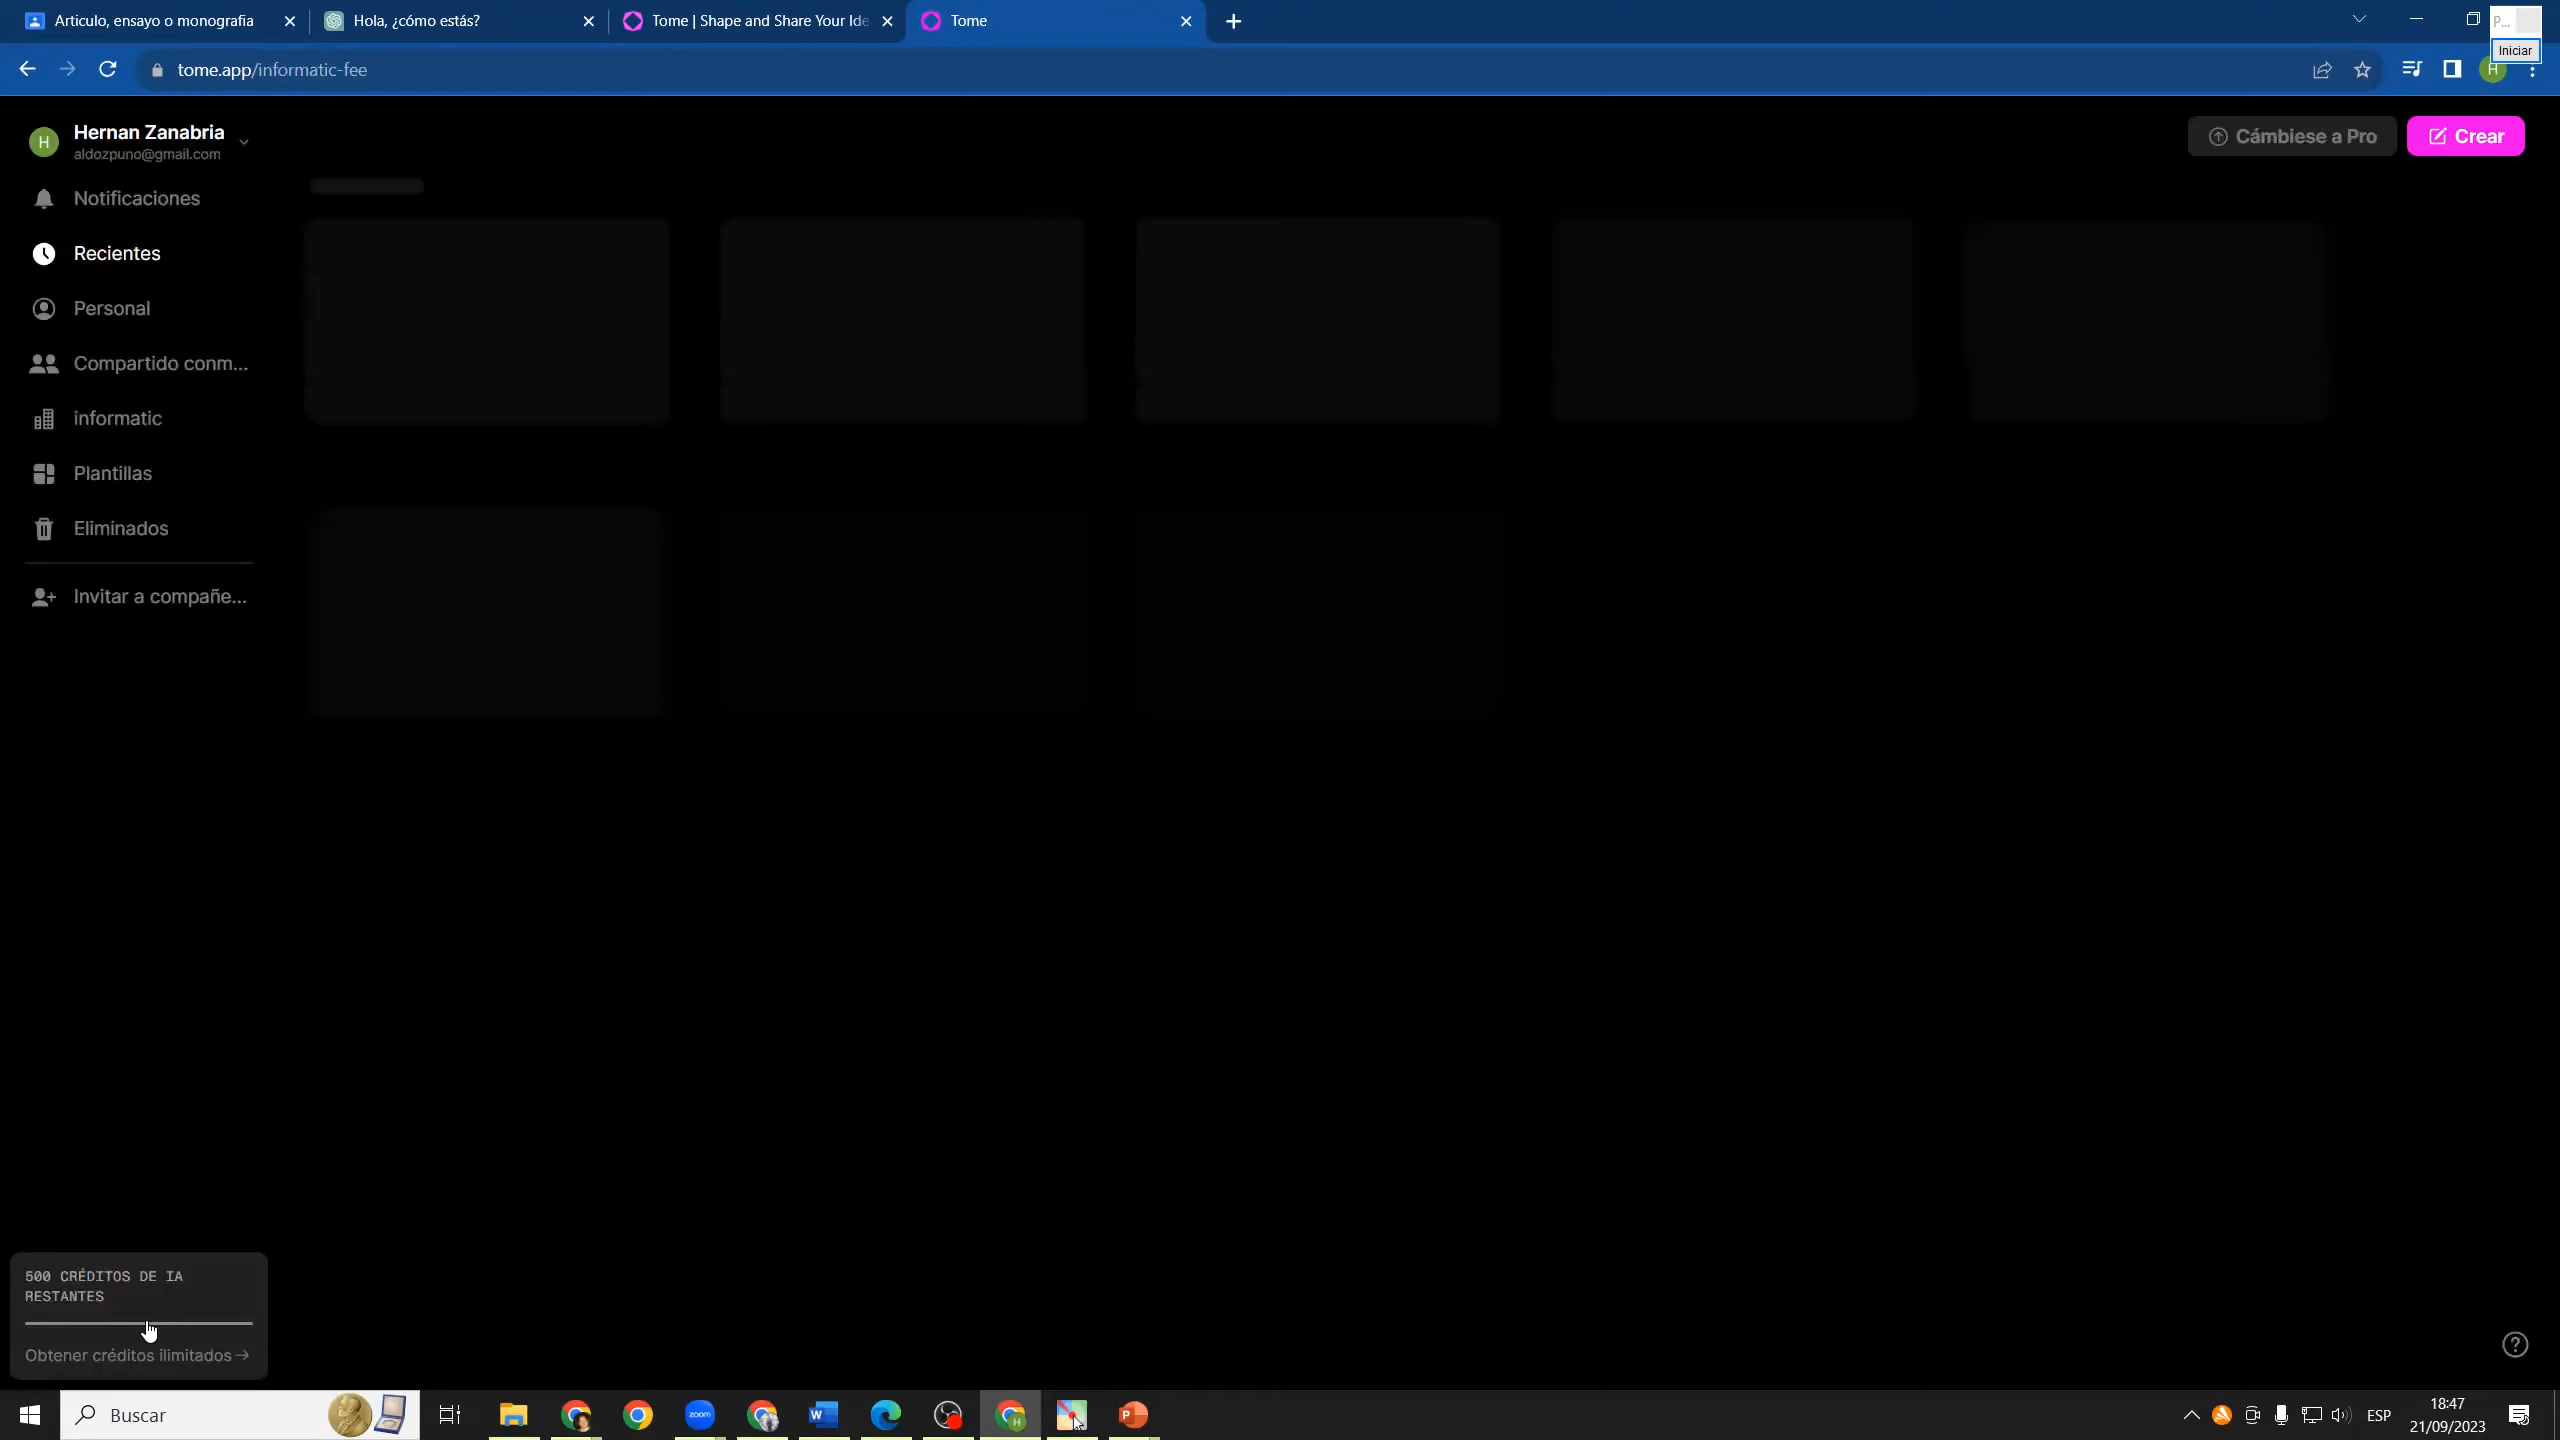 Articulo, ensayo o monografia
Hola, ¿cómo estás?
Tome | Shape and Share Your Ide
Tome
P...
Iniciar
tome.app/informatic-fee
H
H
Hernan Zanabria
aldozpuno@gmail.com
Cámbiese a Pro
Crear
Notificaciones
Recientes
Personal
Compartido conm...
informatic
Plantillas
Eliminados
Invitar a compañe...
500 CRÉDITOS DE IA
RESTANTES
Obtener créditos ilimitados
?
Buscar
zoom
W
H
P
ESP
18:47
21/09/2023